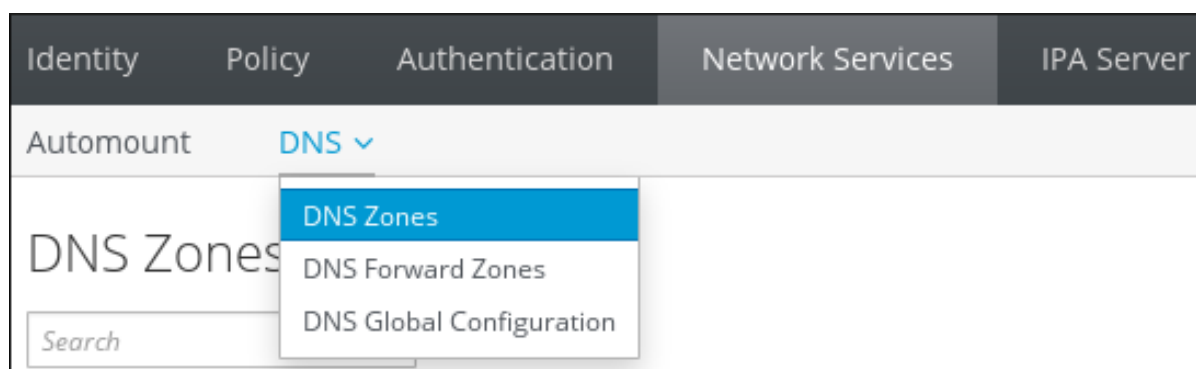 Identity Policy Authentication Network Services IPA Server
Automount DNS
DNS Zones
DNS Zones
DNS Forward Zones
DNS Global Configuration
Search